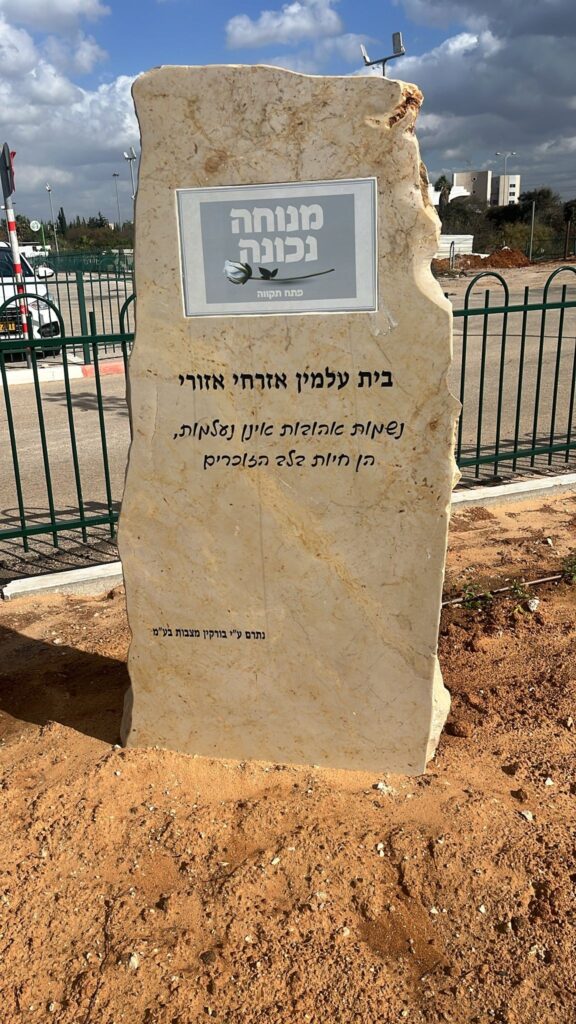 מנוחה
נכונה
פתח תקווה
בית עלמין אזרחי אזורי
נשמות אהובות אינן נעלמות,
הן חיות בלב הזוכרים
נתרם ע"י בורקין מצבות בע"מ